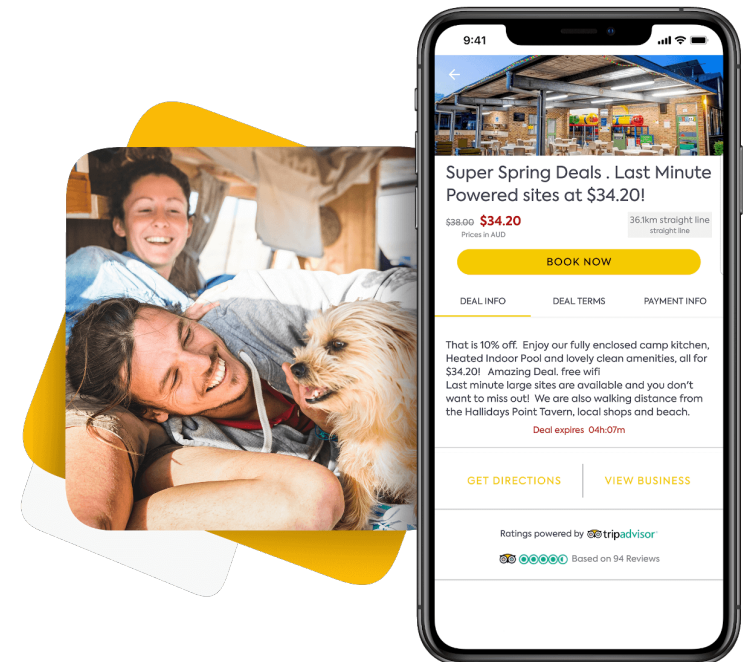 9:41
Super Spring Deals . Last Minute
Powered sites at $34.20!
$38.00 $34.20
Prices in AUD
36.1km straight line
straight line
BOOK NOW
DEAL INFO
DEAL TERMS
PAYMENT INFO
That is 10% off. Enjoy our fully enclosed camp kitchen,
Heated Indoor Pool and lovely clean amenities, all for
$34.20! Amazing Deal. free wifi
Last minute large sites are available and you don't
want to miss out! We are also walking distance from
the Hallidays Point Tavern, local shops and beach.
Deal expires 04h:07m
GET DIRECTIONS
VIEW BUSINESS
Ratings powered by tripadvisor
Based on 94 Reviews